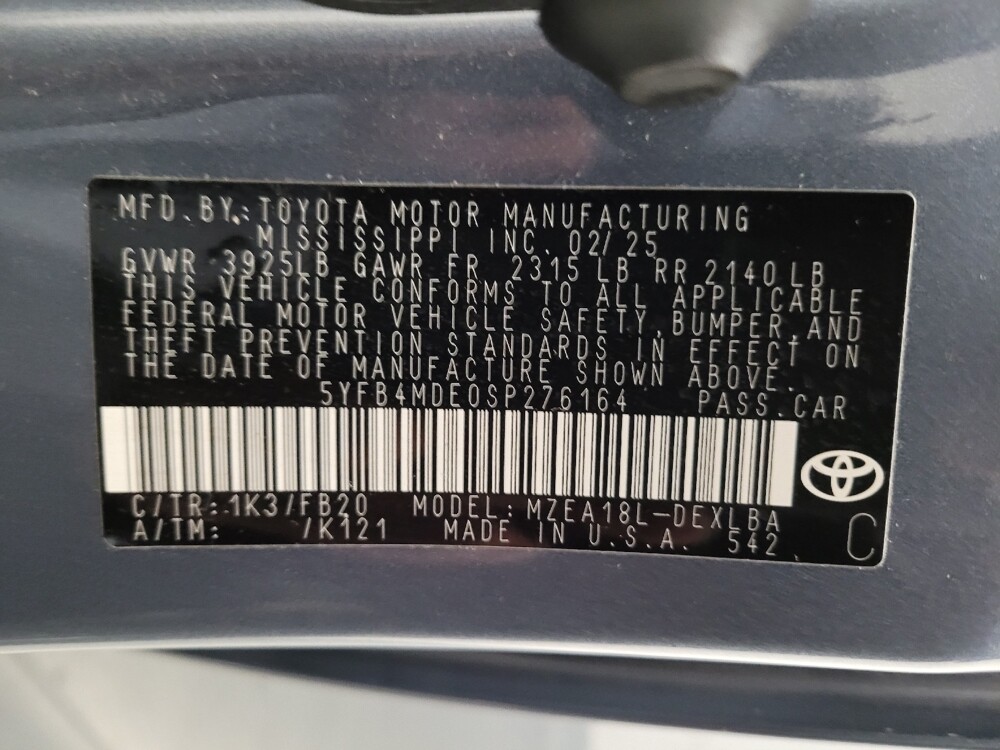 MFD. BY: TOYOTA MOTOR MANUFACTURING
MISSISSIPPI INC. 02/25
GVWR 3925LB GAWR FR 2315 LB RR 2140 LB
THIS VEHICLE CONFORMS TO ALL APPLICABLE
FEDERAL MOTOR VEHICLE SAFETY, BUMPER, AND
THEFT PREVENTION STANDARDS IN EFFECT ON
THE DATE OF MANUFACTURE SHOWN ABOVE.
5YFB4MDE0SP276164 PASS. CAR
C/TR: 1K3/FB20 MODEL: MZEA18L-DEXLBA
A/TM: /K121 MADE IN U.S.A. 542 C